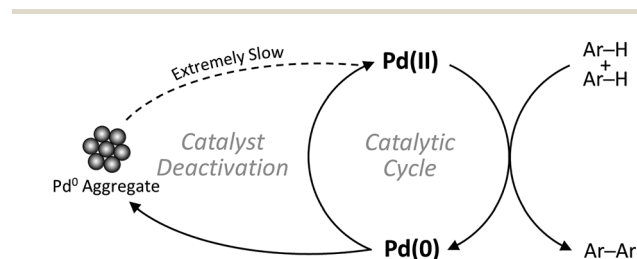 Extremely Slow
Pd(II)
Ar–H
+
Ar–H
Catalyst
Deactivation
Catalytic
Cycle
Pd⁰ Aggregate
Pd(0)
Ar–Ar